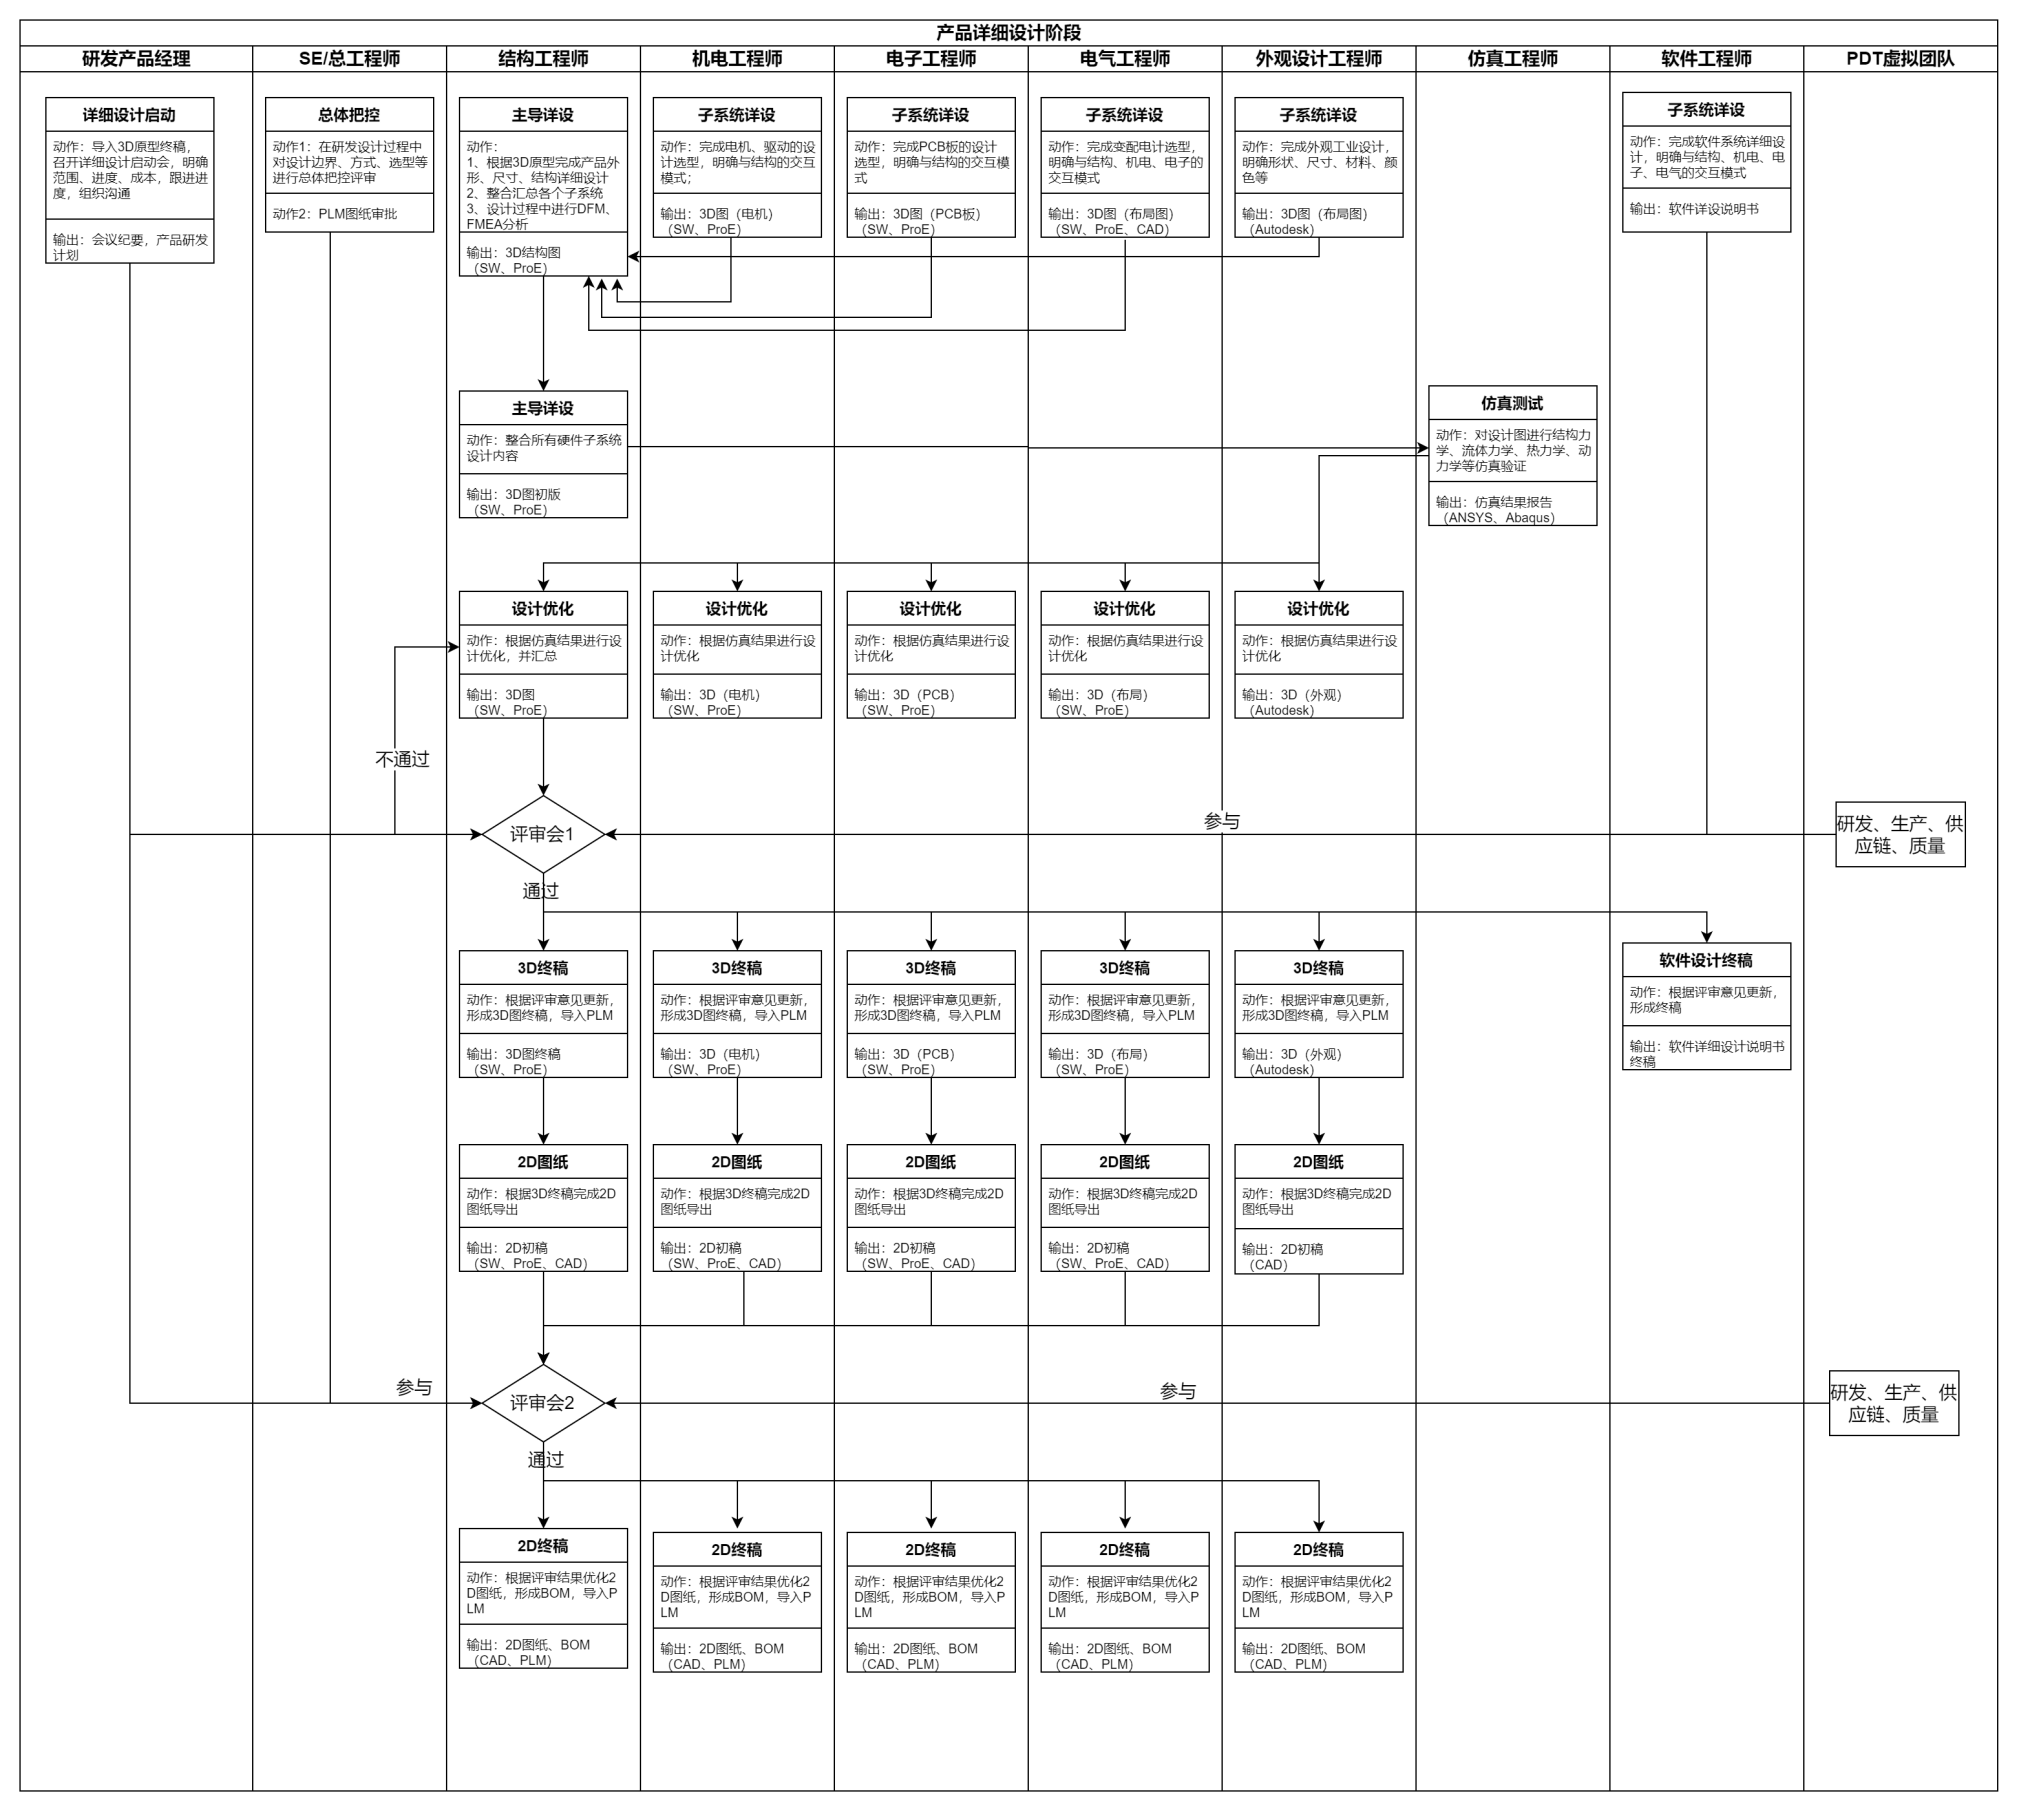 产品详细设计阶段
研发产品经理
SE/总工程师
结构工程师
机电工程师
电子工程师
电气工程师
外观设计工程师
仿真工程师
软件工程师
PDT虚拟团队
详细设计启动
动作：导入3D原型终稿，
召开详细设计启动会，明确
范围、进度、成本，跟进进
度，组织沟通
输出：会议纪要，产品研发
计划
总体把控
动作1：在研发设计过程中
对设计边界、方式、选型等
进行总体把控评审
动作2：PLM图纸审批
主导详设
动作：
1、根据3D原型完成产品外
形、尺寸、结构详细设计
2、整合汇总各个子系统
3、设计过程中进行DFM、
FMEA分析
输出：3D结构图
（SW、ProE）
子系统详设
动作：完成电机、驱动的设
计选型，明确与结构的交互
模式；
输出：3D图（电机）
（SW、ProE）
子系统详设
动作：完成PCB板的设计
选型，明确与结构的交互模
式
输出：3D图（PCB板）
（SW、ProE）
子系统详设
动作：完成变配电计选型，
明确与结构、机电、电子的
交互模式
输出：3D图（布局图）
（SW、ProE、CAD）
子系统详设
动作：完成外观工业设计，
明确形状、尺寸、材料、颜
色等
输出：3D图（布局图）
（Autodesk）
子系统详设
动作：完成软件系统详细设
计，明确与结构、机电、电
子、电气的交互模式
输出：软件详设说明书
主导详设
动作：整合所有硬件子系统
设计内容
输出：3D图初版
（SW、ProE）
仿真测试
动作：对设计图进行结构力
学、流体力学、热力学、动
力学等仿真验证
输出：仿真结果报告
（ANSYS、Abaqus）
设计优化
动作：根据仿真结果进行设
计优化，并汇总
输出：3D图
（SW、ProE）
设计优化
动作：根据仿真结果进行设
计优化
输出：3D（电机）
（SW、ProE）
设计优化
动作：根据仿真结果进行设
计优化
输出：3D（PCB）
（SW、ProE）
设计优化
动作：根据仿真结果进行设
计优化
输出：3D（布局）
（SW、ProE）
设计优化
动作：根据仿真结果进行设
计优化
输出：3D（外观）
（Autodesk）
不通过
评审会1
参与
研发、生产、供
应链、质量
通过
3D终稿
动作：根据评审意见更新，
形成3D图终稿，导入PLM
输出：3D图终稿
（SW、ProE）
3D终稿
动作：根据评审意见更新，
形成3D图终稿，导入PLM
输出：3D（电机）
（SW、ProE）
3D终稿
动作：根据评审意见更新，
形成3D图终稿，导入PLM
输出：3D（PCB）
（SW、ProE）
3D终稿
动作：根据评审意见更新，
形成3D图终稿，导入PLM
输出：3D（布局）
（SW、ProE）
3D终稿
动作：根据评审意见更新，
形成3D图终稿，导入PLM
输出：3D（外观）
（Autodesk）
软件设计终稿
动作：根据评审意见更新，
形成终稿
输出：软件详细设计说明书
终稿
2D图纸
动作：根据3D终稿完成2D
图纸导出
输出：2D初稿
（SW、ProE、CAD）
2D图纸
动作：根据3D终稿完成2D
图纸导出
输出：2D初稿
（SW、ProE、CAD）
2D图纸
动作：根据3D终稿完成2D
图纸导出
输出：2D初稿
（SW、ProE、CAD）
2D图纸
动作：根据3D终稿完成2D
图纸导出
输出：2D初稿
（SW、ProE、CAD）
2D图纸
动作：根据3D终稿完成2D
图纸导出
输出：2D初稿
（CAD）
参与
评审会2
参与
研发、生产、供
应链、质量
通过
2D终稿
动作：根据评审结果优化2
D图纸，形成BOM，导入P
LM
输出：2D图纸、BOM
（CAD、PLM）
2D终稿
动作：根据评审结果优化2
D图纸，形成BOM，导入P
LM
输出：2D图纸、BOM
（CAD、PLM）
2D终稿
动作：根据评审结果优化2
D图纸，形成BOM，导入P
LM
输出：2D图纸、BOM
（CAD、PLM）
2D终稿
动作：根据评审结果优化2
D图纸，形成BOM，导入P
LM
输出：2D图纸、BOM
（CAD、PLM）
2D终稿
动作：根据评审结果优化2
D图纸，形成BOM，导入P
LM
输出：2D图纸、BOM
（CAD、PLM）